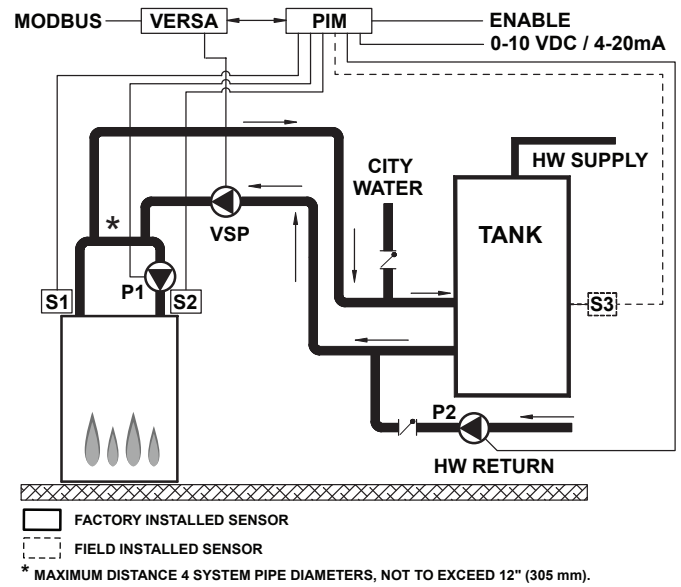 MODBUS
VERSA
PIM
ENABLE
0-10 VDC / 4-20mA
HW SUPPLY
CITY
WATER
TANK
VSP
*
P1
S1
S2
S3
P2
HW RETURN
FACTORY INSTALLED SENSOR
FIELD INSTALLED SENSOR
* MAXIMUM DISTANCE 4 SYSTEM PIPE DIAMETERS, NOT TO EXCEED 12" (305 mm).